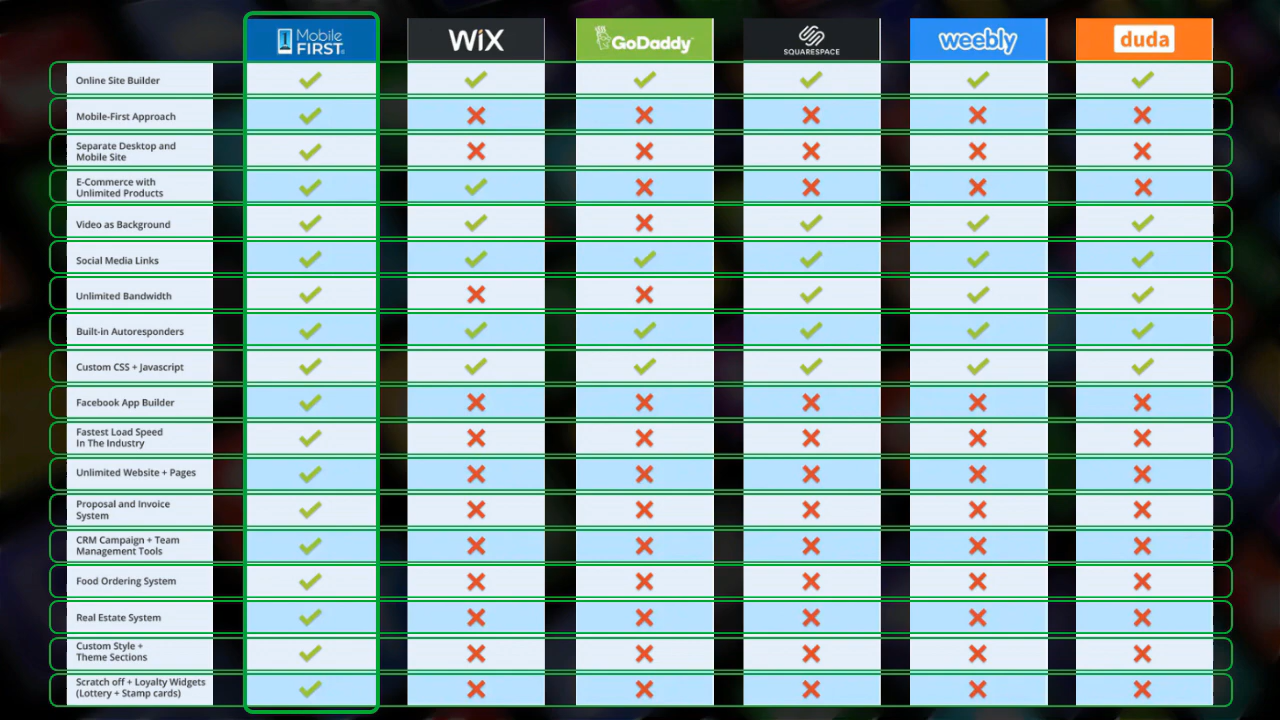 Mobile
FIRST
WiX
GoDaddy
SQUARESPACE
weebly
duda
Online Site Builder
Mobile-First Approach
Separate Desktop and
Mobile Site
E-Commerce with
Unlimited Products
Video as Background
Social Media Links
Unlimited Bandwidth
Built-in Autoresponders
Custom CSS + Javascript
Facebook App Builder
Fastest Load Speed
In The Industry
Unlimited Website + Pages
Proposal and Invoice
System
CRM Campaign + Team
Management Tools
Food Ordering System
Real Estate System
Custom Style +
Theme Sections
Scratch off + Loyalty Widgets
(Lottery + Stamp cards)